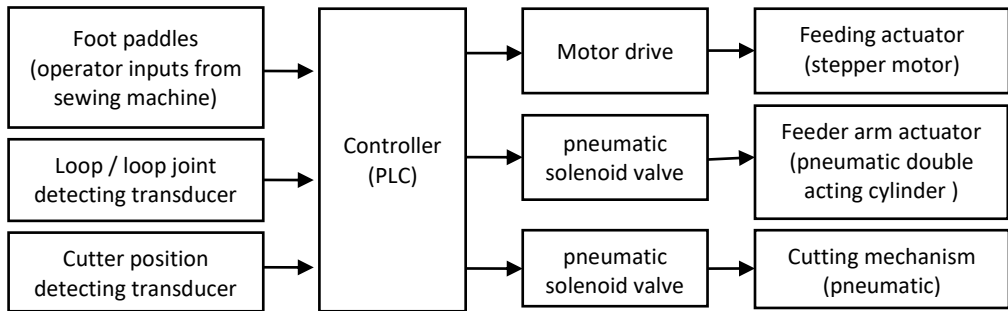 Foot paddles
(operator inputs from
sewing machine)
Loop / loop joint
detecting transducer
Cutter position
detecting transducer
Controller
(PLC)
Motor drive
pneumatic
solenoid valve
pneumatic
solenoid valve
Feeding actuator
(stepper motor)
Feeder arm actuator
(pneumatic double
acting cylinder )
Cutting mechanism
(pneumatic)